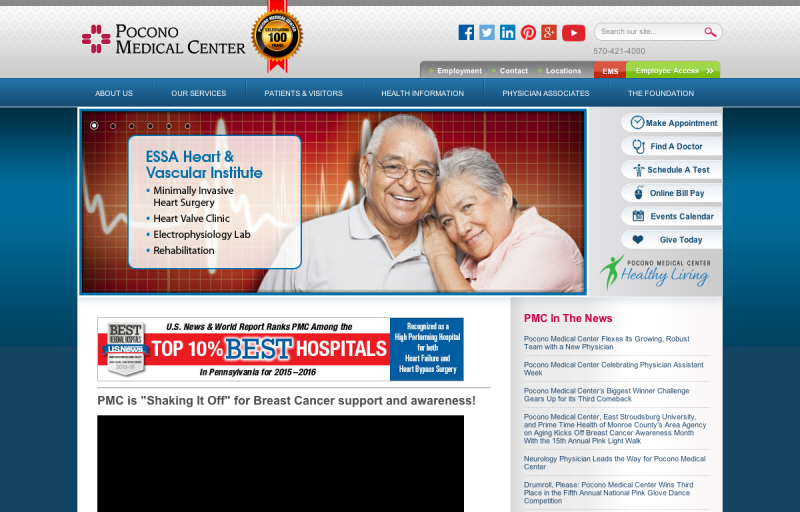 POCONO
MEDICAL CENTER
POCONO MEDICAL CENTER
CELEBRATING
100
YEARS
Search our site...
570-421-4000
Employment
Contact
Locations
EMS
Employee Access
ABOUT US
OUR SERVICES
PATIENTS & VISITORS
HEALTH INFORMATION
PHYSICIAN ASSOCIATES
THE FOUNDATION
ESSA Heart &
Vascular Institute
• Minimally Invasive
Heart Surgery
• Heart Valve Clinic
• Electrophysiology Lab
• Rehabilitation
Make Appointment
Find A Doctor
Schedule A Test
Online Bill Pay
30
Events Calendar
Give Today
POCONO MEDICAL CENTER
Healthy Living
BEST
REGIONAL HOSPITALS
U.S.NEWS
2015-16
U.S. News & World Report Ranks PMC Among the
TOP 10% BEST HOSPITALS
In Pennsylvania for 2015–2016
Recognized as a
High Performing Hospital
for both
Heart Failure and
Heart Bypass Surgery
PMC is "Shaking It Off" for Breast Cancer support and awareness!
PMC In The News
Pocono Medical Center Flexes its Growing, Robust
Team with a New Physician
Pocono Medical Center Celebrating Physician Assistant
Week
Pocono Medical Center's Biggest Winner Challenge
Gears Up for its Third Comeback
Pocono Medical Center, East Stroudsburg University,
and Prime Time Health of Monroe County's Area Agency
on Aging Kicks Off Breast Cancer Awareness Month
With the 15th Annual Pink Light Walk
Neurology Physician Leads the Way for Pocono Medical
Center
Drumroll, Please: Pocono Medical Center Wins Third
Place in the Fifth Annual National Pink Glove Dance
Competition